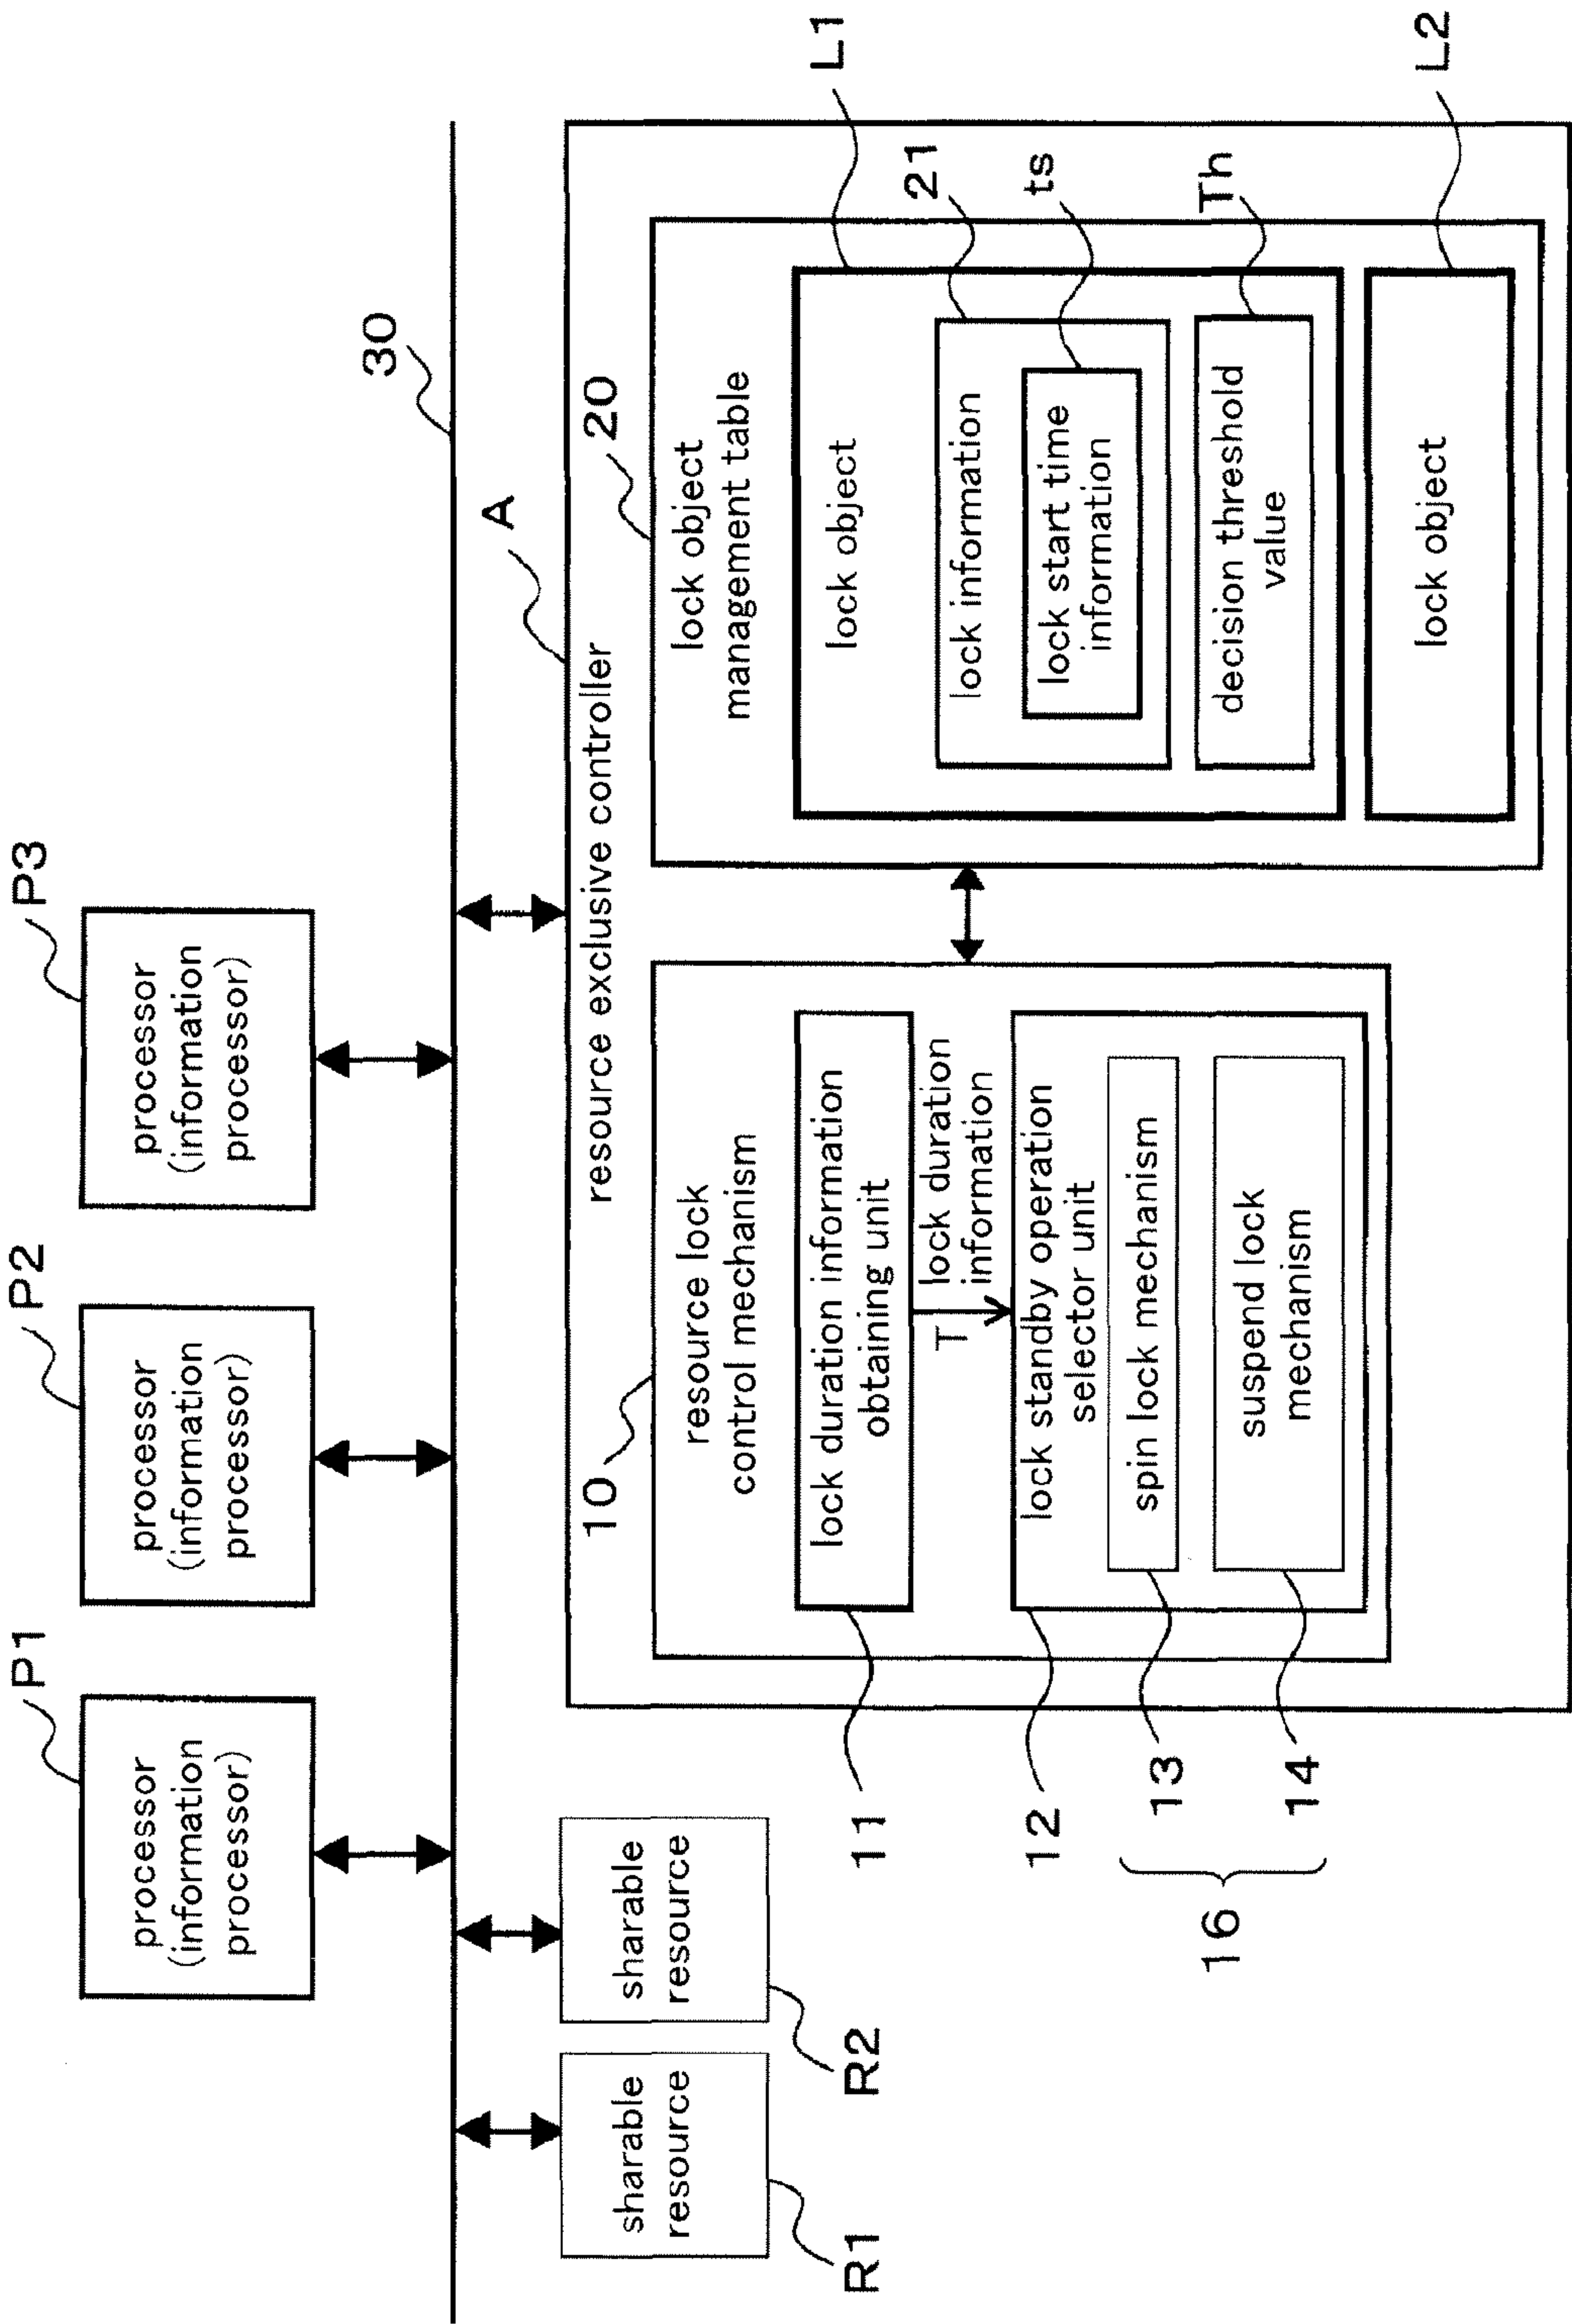 P1
P2
P3
processor
(information
processor)
processor
(information
processor)
processor
(information
processor)
30
sharable
resource
R1
sharable
resource
R2
A
resource exclusive controller
10
resource lock
control mechanism
lock duration information
obtaining unit
11
T
lock duration
information
lock standby operation
selector unit
12
spin lock mechanism
13
suspend lock
mechanism
14
16
20
lock object
management table
lock object
L1
lock information
21
lock start time
information
ts
decision threshold
value
Th
lock object
L2